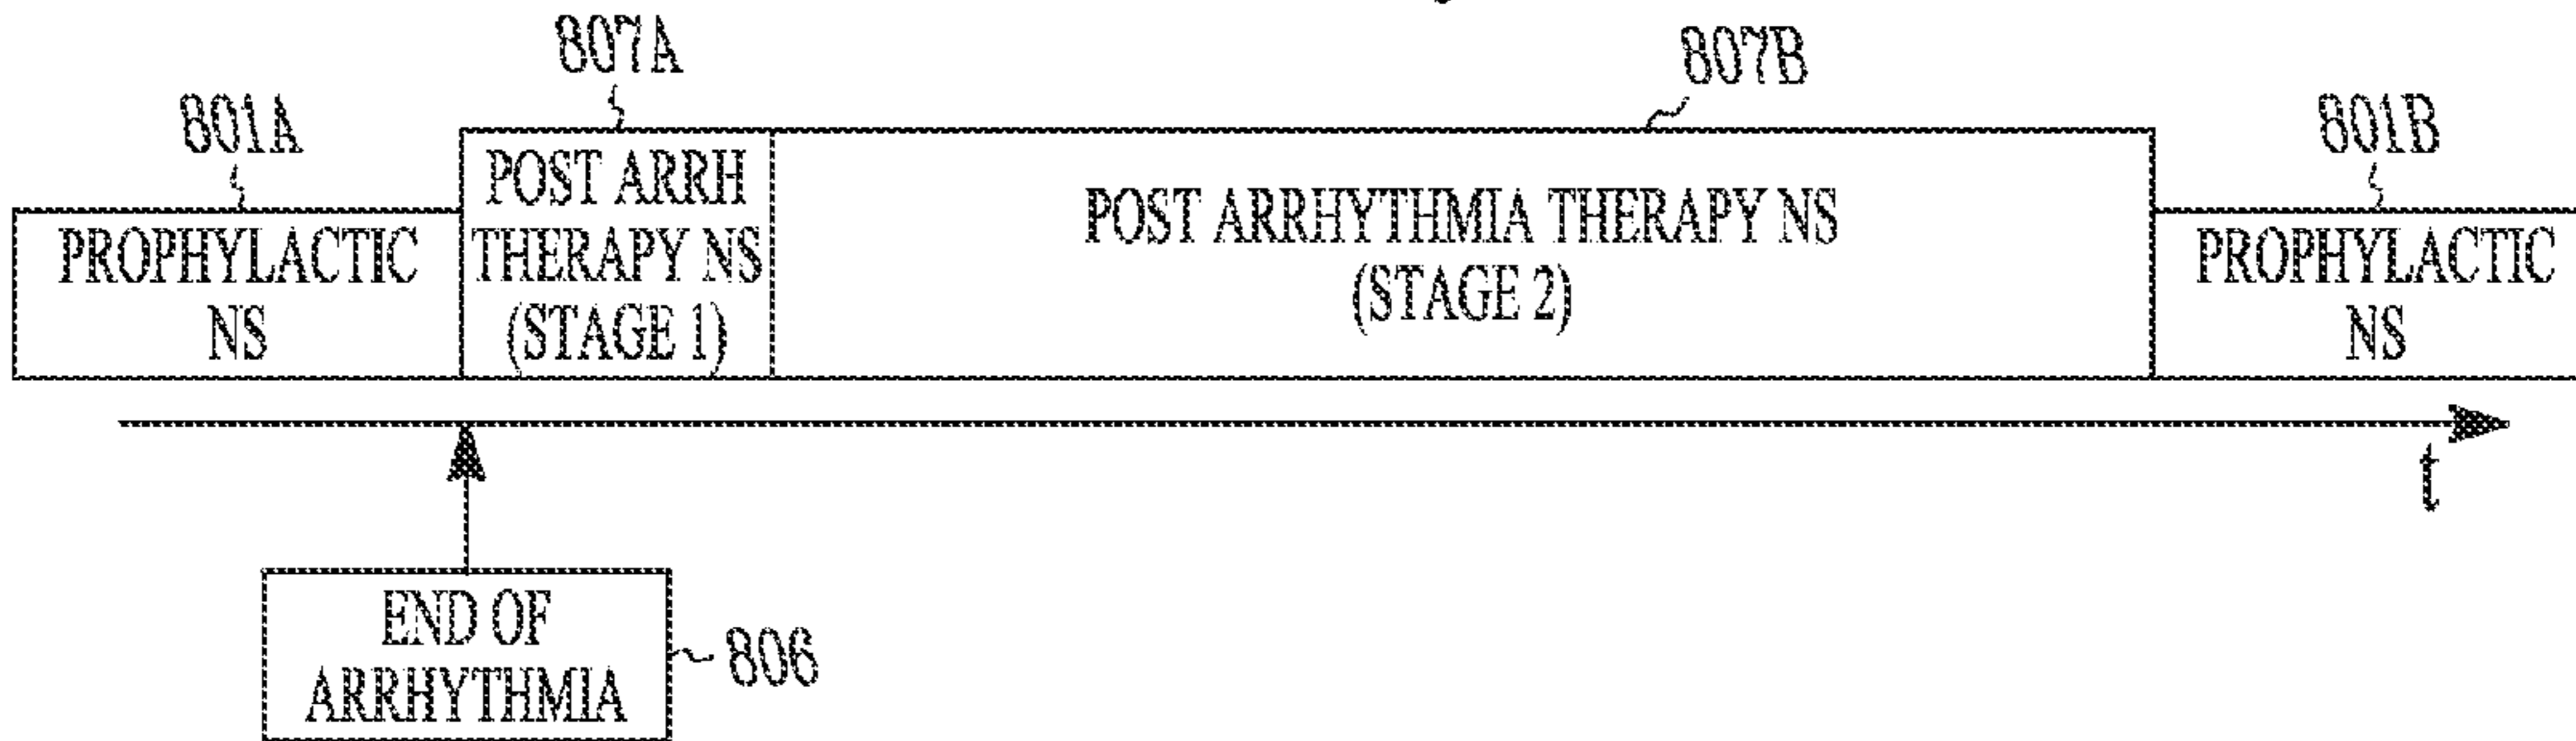 807A
807B
801A
801B
POST ARRH
THERAPY NS
(STAGE 1)
POST ARRHYTHMIA THERAPY NS
(STAGE 2)
PROPHYLACTIC
NS
PROPHYLACTIC
NS
t
END OF
ARRHYTHMIA
806